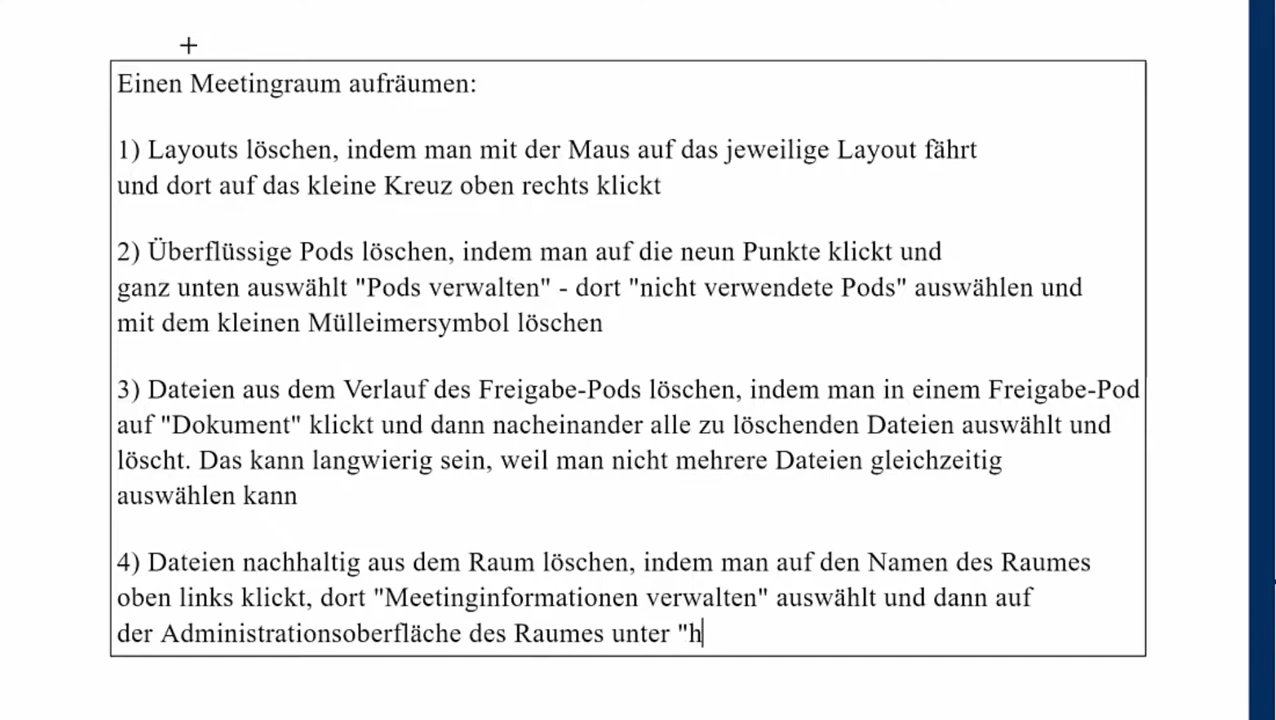 Einen Meetingraum aufräumen:
1) Layouts löschen, indem man mit der Maus auf das jeweilige Layout fährt
und dort auf das kleine Kreuz oben rechts klickt
2) Überflüssige Pods löschen, indem man auf die neun Punkte klickt und
ganz unten auswählt "Pods verwalten" - dort "nicht verwendete Pods" auswählen und
mit dem kleinen Mülleimersymbol löschen
3) Dateien aus dem Verlauf des Freigabe-Pods löschen, indem man in einem Freigabe-Pod
auf "Dokument" klickt und dann nacheinander alle zu löschenden Dateien auswählt und
löscht. Das kann langwierig sein, weil man nicht mehrere Dateien gleichzeitig
auswählen kann
4) Dateien nachhaltig aus dem Raum löschen, indem man auf den Namen des Raumes
oben links klickt, dort "Meetinginformationen verwalten" auswählt und dann auf
der Administrationsoberfläche des Raumes unter "h